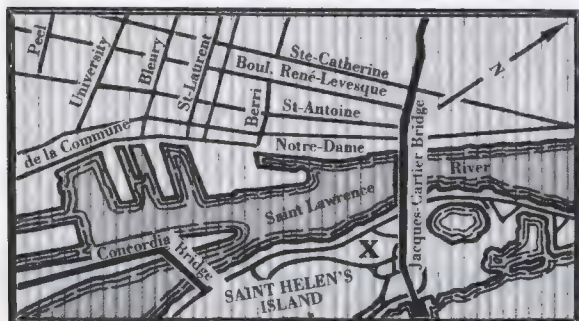 Peel
University
Bleury
St-Laurent
Ste-Catherine
Boul. René-Levesque
Berri
St-Antoine
N
de la Commune
Notre-Dame
Jacques-Cartier Bridge
River
Saint Lawrence
Concordia Bridge
X
SAINT HELEN'S
ISLAND